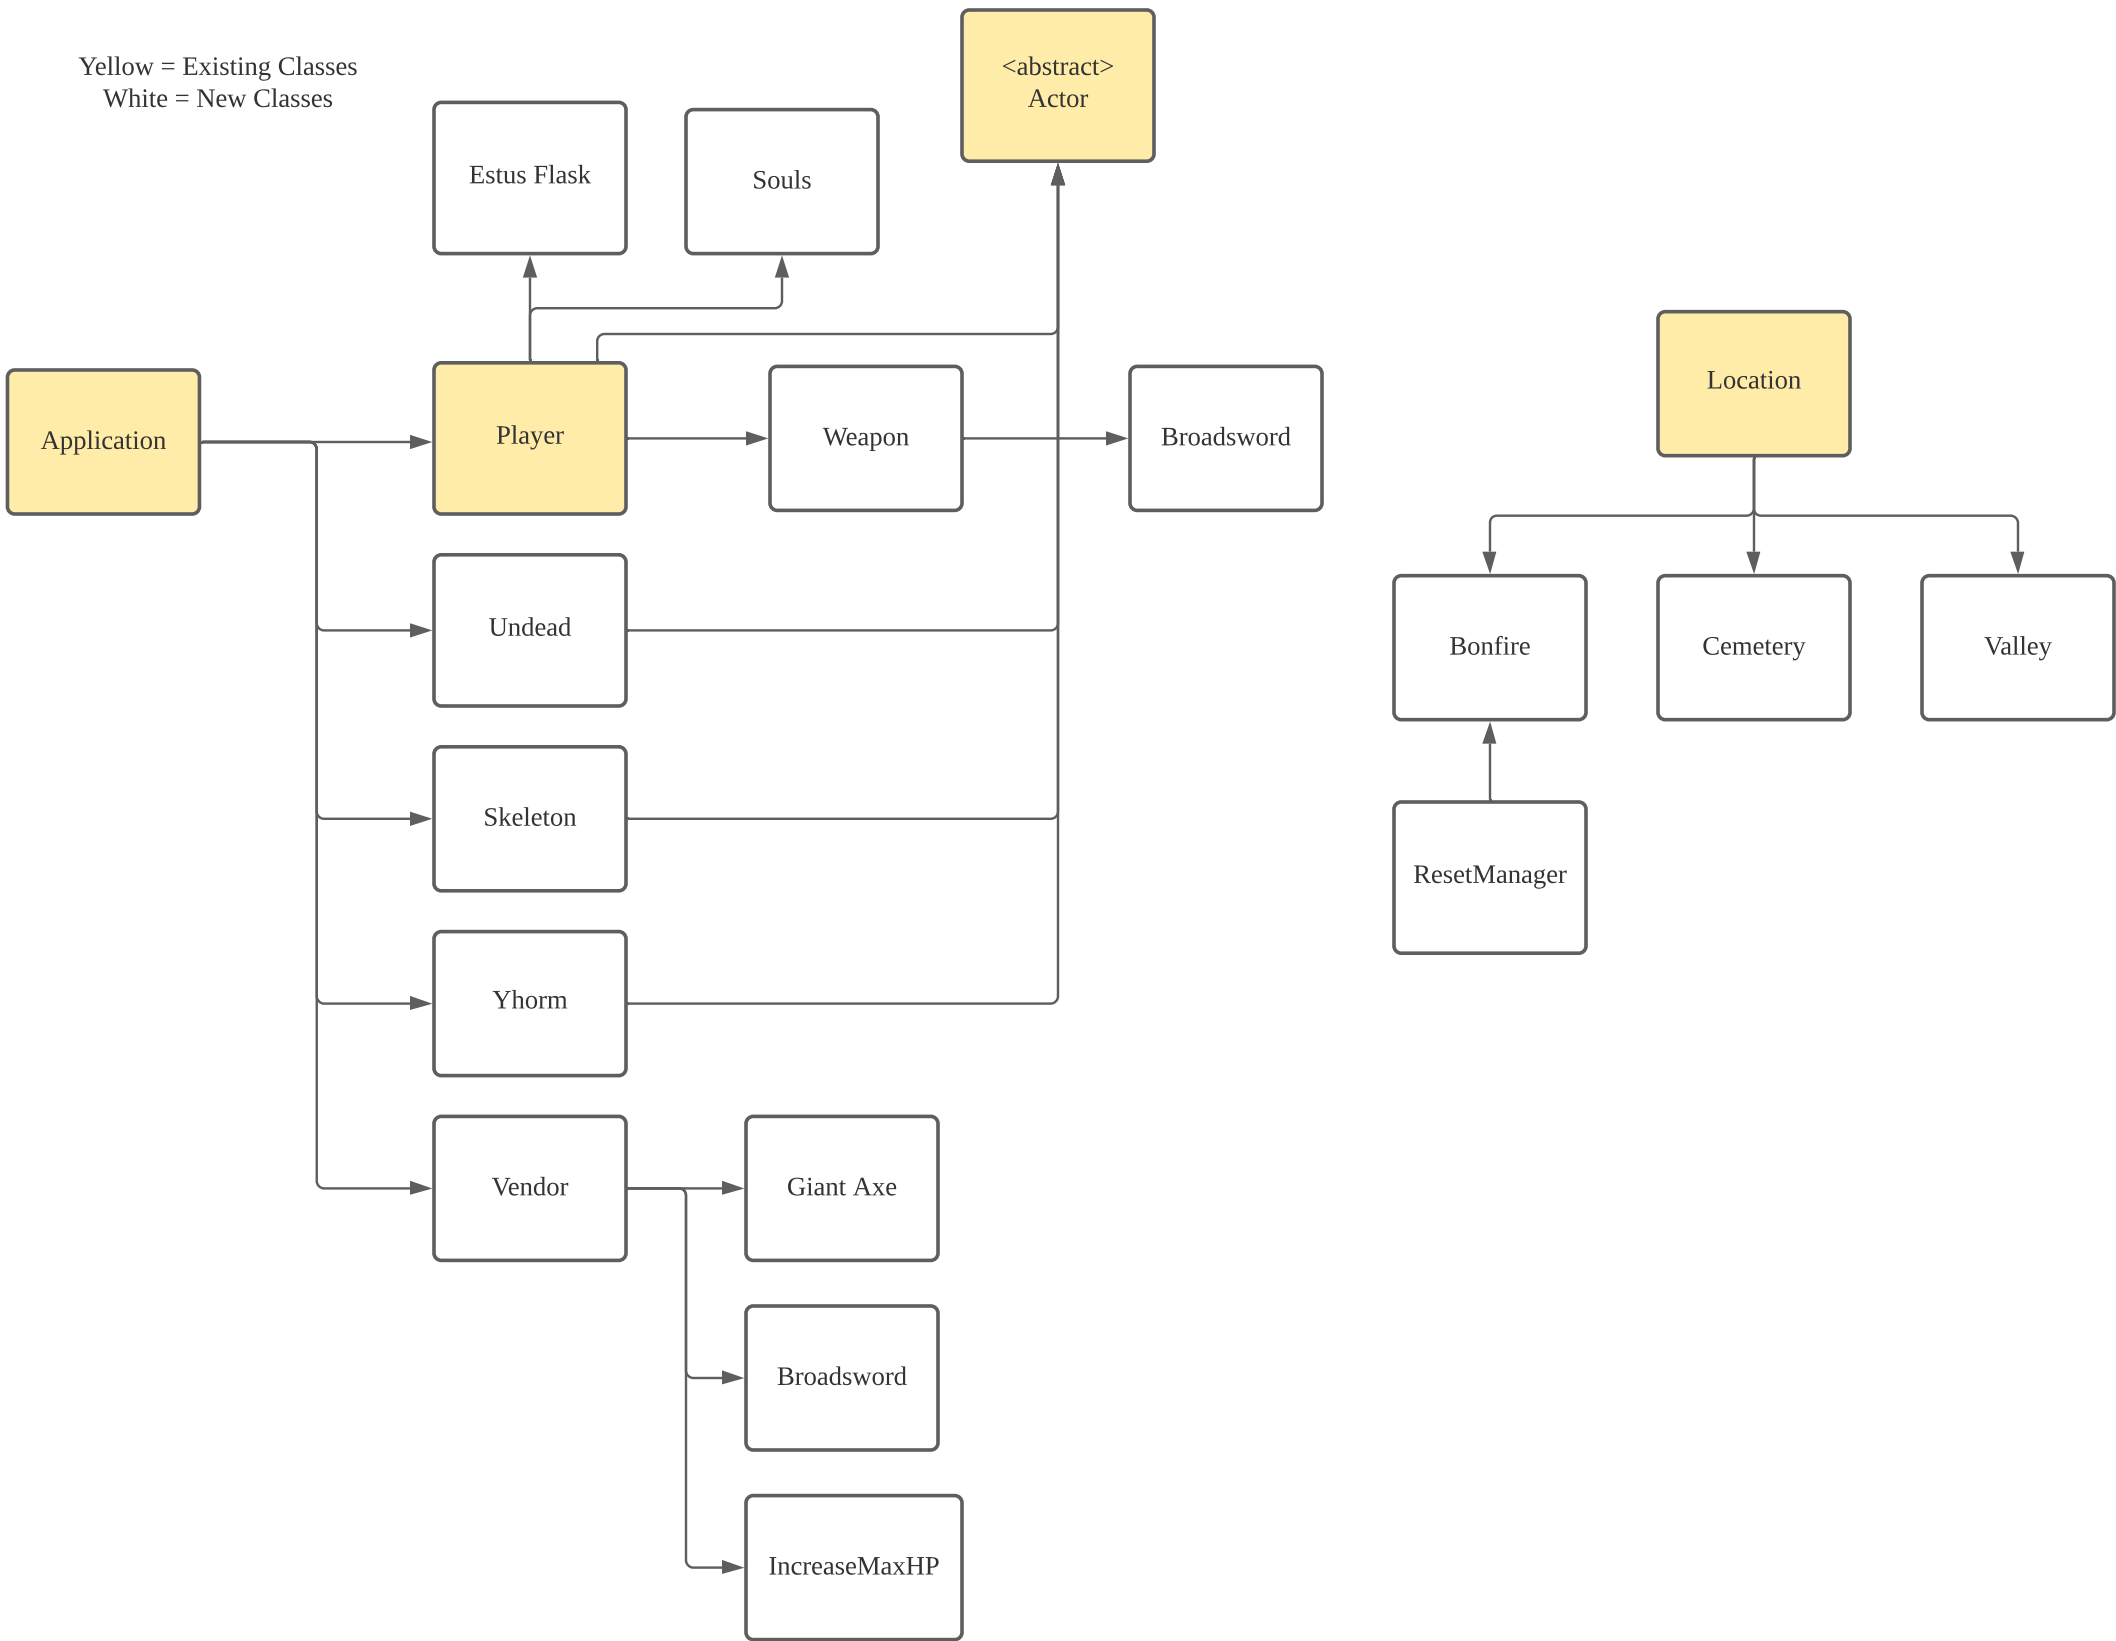 Yellow = Existing Classes
White = New Classes
<abstract>
Actor
Estus Flask
Souls
Application
Player
Weapon
Broadsword
Location
Undead
Bonfire
Cemetery
Valley
Skeleton
ResetManager
Yhorm
Vendor
Giant Axe
Broadsword
IncreaseMaxHP